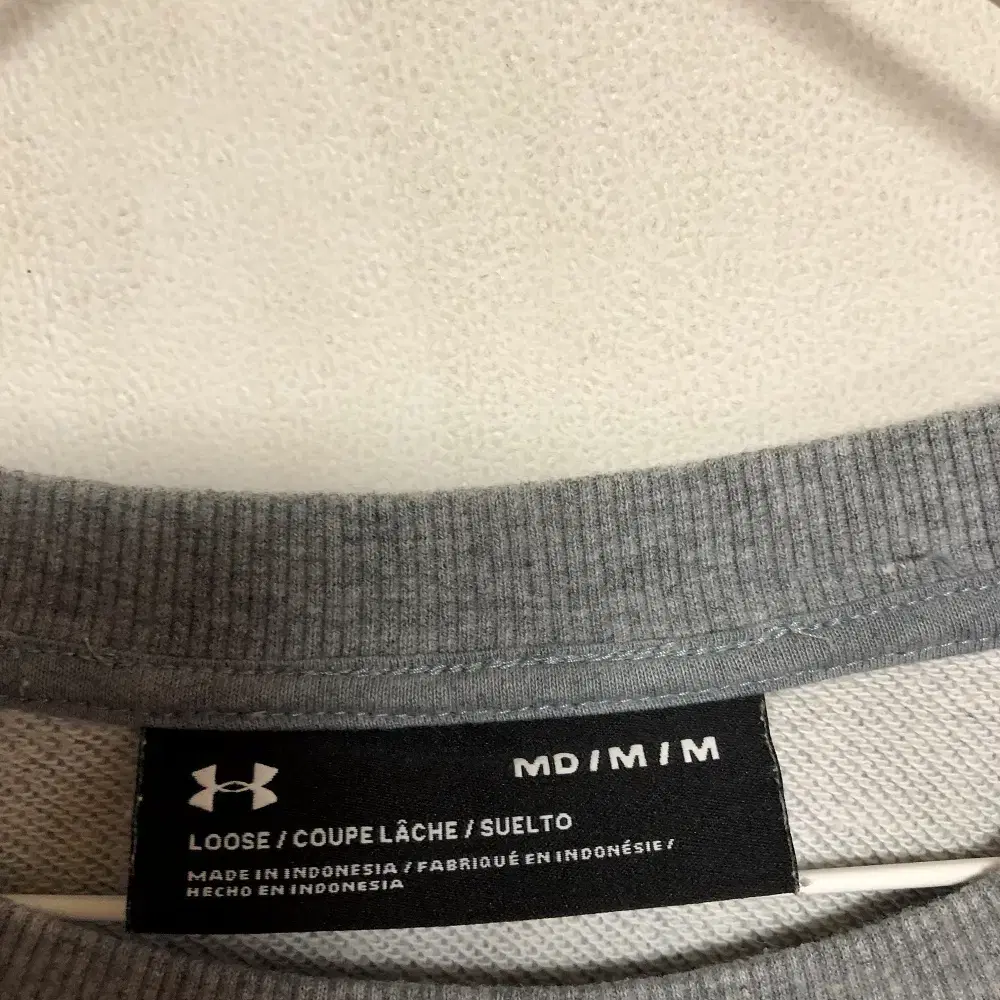 MD / M / M
LOOSE / COUPE LÂCHE / SUELTO
MADE IN INDONESIA / FABRIQUÉ EN INDONÉSIE /
HECHO EN INDONESIA